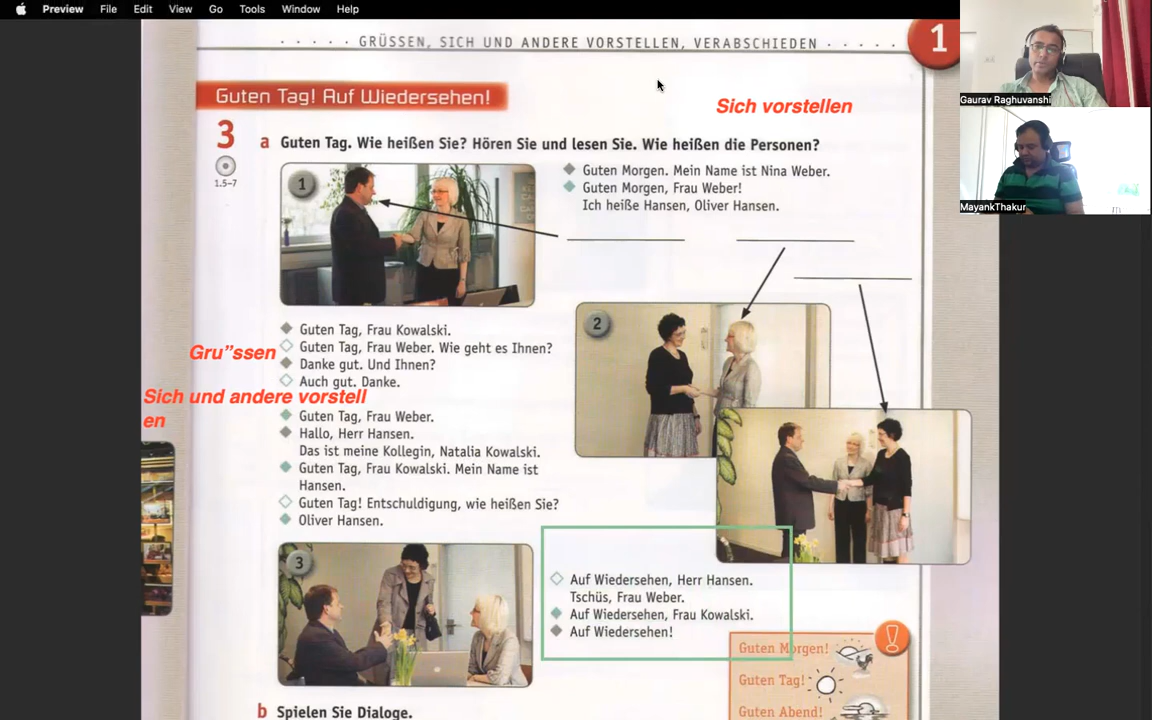 Preview File Edit View Go Tools Window Help
GRÜSSEN, SICH UND ANDERE VORSTELLEN, VERABSCHIEDEN
1
Guten Tag! Auf Wiedersehen!
Sich vorstellen
Gaurav Raghuvanshi
MayankThakur
3
1.5–7
a Guten Tag. Wie heißen Sie? Hören Sie und lesen Sie. Wie heißen die Personen?
1
Guten Morgen. Mein Name ist Nina Weber.
Guten Morgen, Frau Weber!
Ich heiße Hansen, Oliver Hansen.
2
Guten Tag, Frau Kowalski.
Guten Tag, Frau Weber. Wie geht es Ihnen?
Danke gut. Und Ihnen?
Auch gut. Danke.
Gru”ssen
Sich und andere vorstell
en
Guten Tag, Frau Weber.
Hallo, Herr Hansen.
Das ist meine Kollegin, Natalia Kowalski.
Guten Tag, Frau Kowalski. Mein Name ist
Hansen.
Guten Tag! Entschuldigung, wie heißen Sie?
Oliver Hansen.
3
Auf Wiedersehen, Herr Hansen.
Tschüs, Frau Weber.
Auf Wiedersehen, Frau Kowalski.
Auf Wiedersehen!
!
Guten Morgen!
Guten Tag!
Guten Abend!
b Spielen Sie Dialoge.